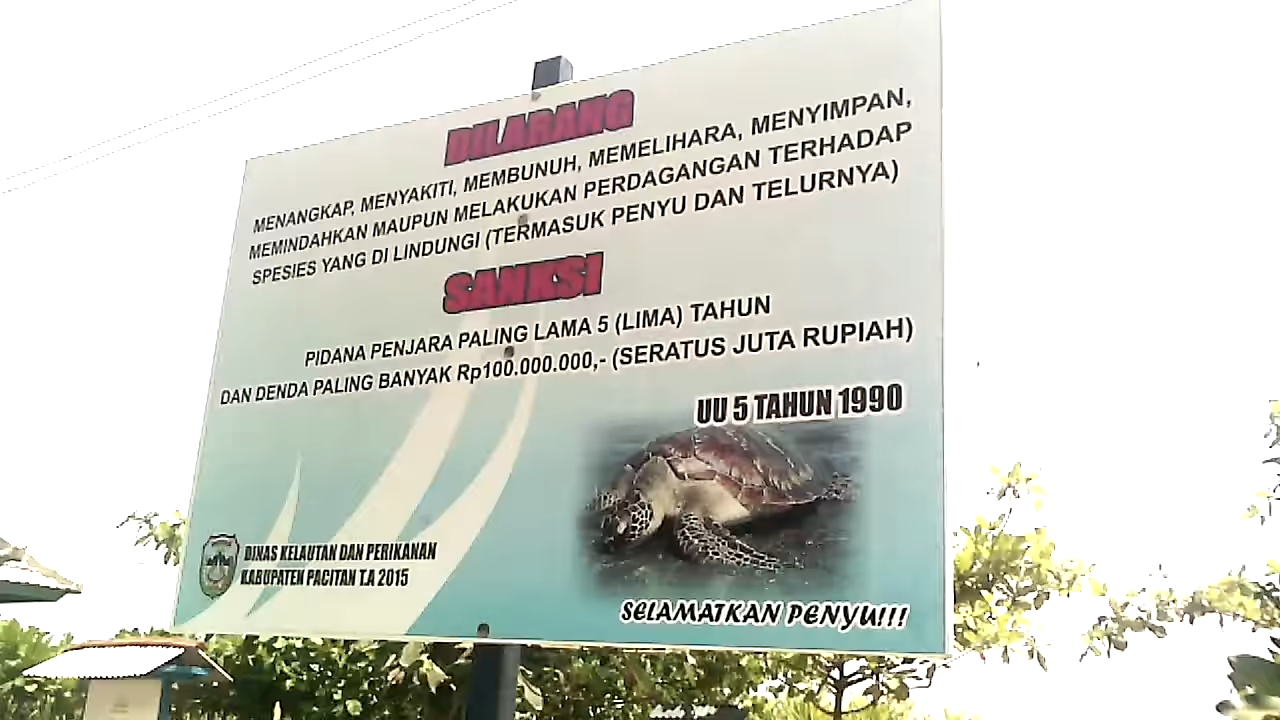 DILARANG
MENANGKAP, MENYAKITI, MEMBUNUH, MEMELIHARA, MENYIMPAN,
MEMINDAHKAN MAUPUN MELAKUKAN PERDAGANGAN TERHADAP
SPESIES YANG DI LINDUNGI (TERMASUK PENYU DAN TELURNYA)
SANKSI
PIDANA PENJARA PALING LAMA 5 (LIMA) TAHUN
DAN DENDA PALING BANYAK Rp100.000.000,- (SERATUS JUTA RUPIAH)
UU 5 TAHUN 1990
DINAS KELAUTAN DAN PERIKANAN
KABUPATEN PACITAN T.A 2015
SELAMATKAN PENYU!!!